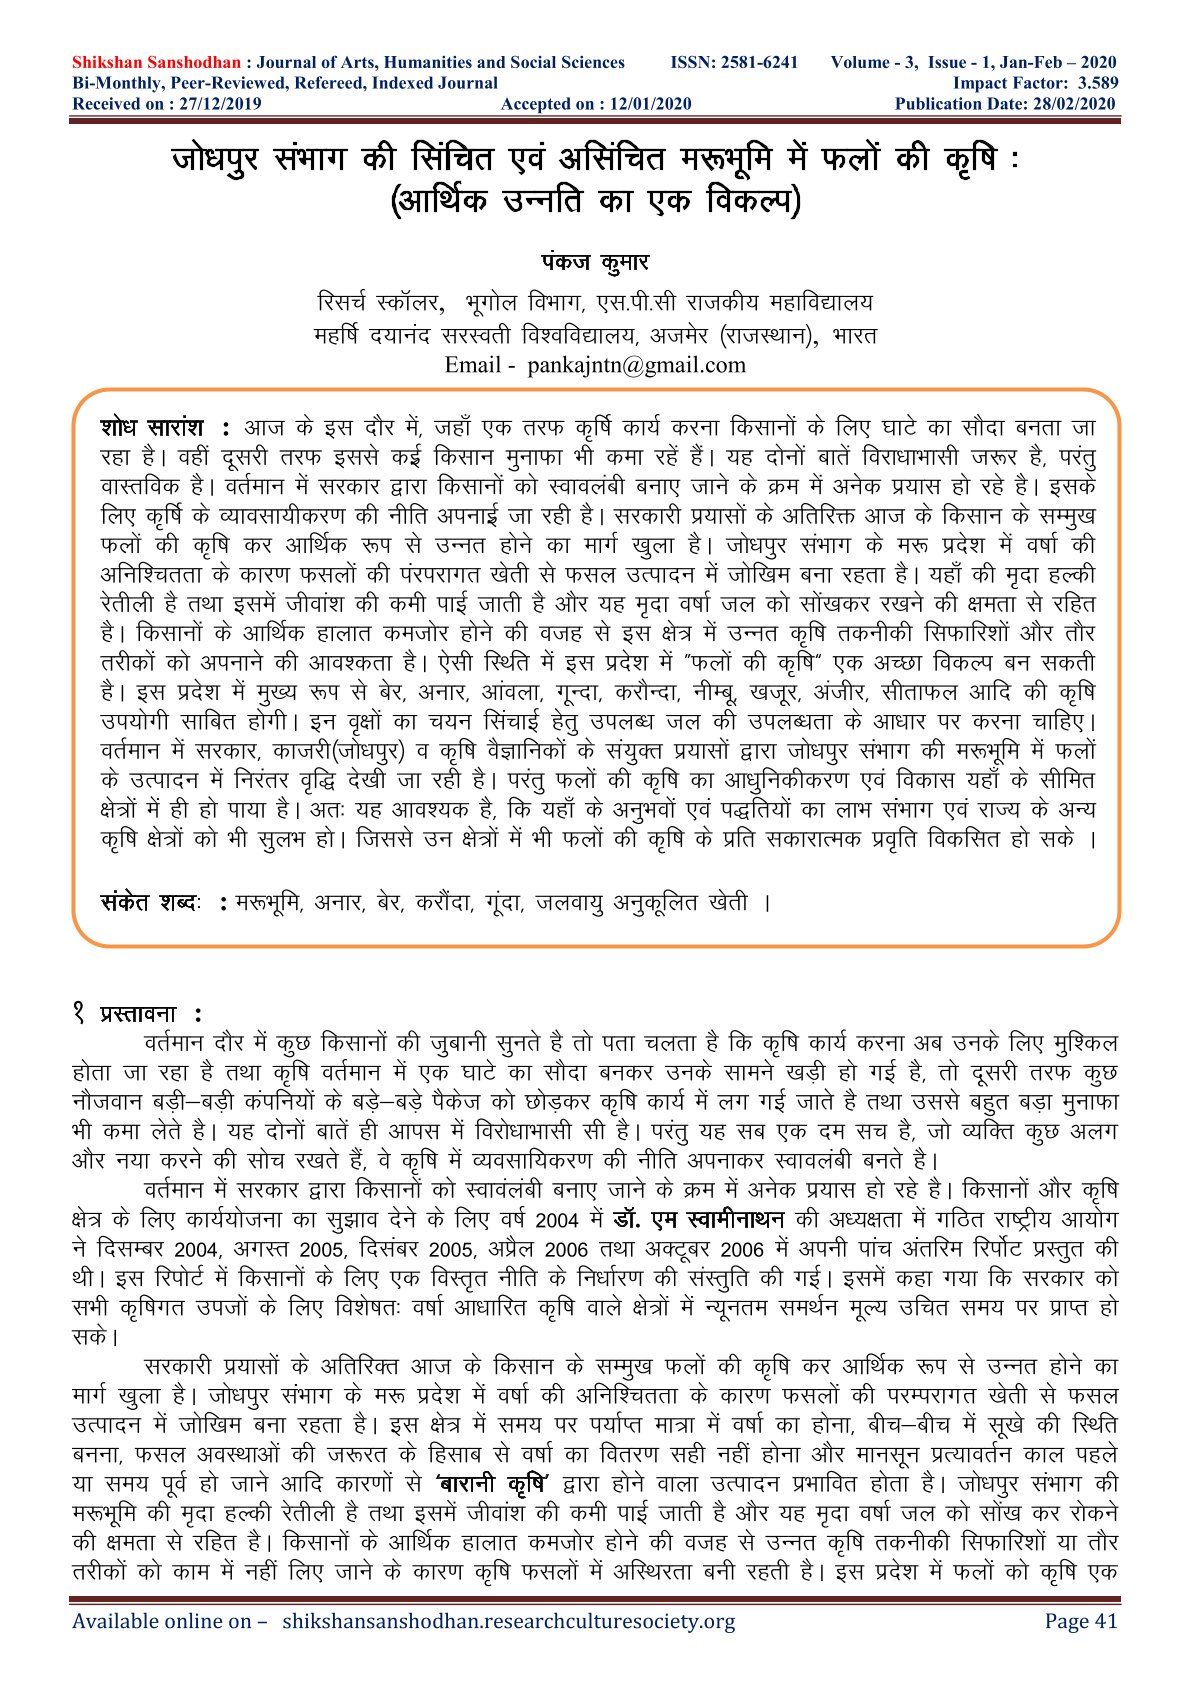 Shikshan Sanshodhan : Journal of Arts, Humanities and Social Sciences ISSN: 2581-6241 Volume - 3, Issue - 1, Jan-Feb – 2020
Bi-Monthly, Peer-Reviewed, Refereed, Indexed Journal Impact Factor: 3.589
Received on : 27/12/2019 Accepted on : 12/01/2020 Publication Date: 28/02/2020
जोधपुर संभाग की सिंचित एवं असिंचित मरूभूमि में फलों की कृषि :
(आर्थिक उन्नति का एक विकल्प)
पंकज कुमार
रिसर्च स्कॉलर, भूगोल विभाग, एस.पी.सी राजकीय महाविद्यालय
महर्षि दयानंद सरस्वती विश्वविद्यालय, अजमेर (राजस्थान), भारत
Email - pankajntn@gmail.com
शोध सारांश : आज के इस दौर में, जहाँ एक तरफ कृर्षि कार्य करना किसानों के लिए घाटे का सौदा बनता जा
रहा है। वहीं दूसरी तरफ इससे कई किसान मुनाफा भी कमा रहें हैं। यह दोनों बातें विराधाभासी जरूर है, परंतु
वास्तविक है। वर्तमान में सरकार द्वारा किसानों को स्वावलंबी बनाए जाने के क्रम में अनेक प्रयास हो रहे है। इसके
लिए कृर्षि के व्यावसायीकरण की नीति अपनाई जा रही है। सरकारी प्रयासों के अतिरिक्त आज के किसान के सम्मुख
फलों की कृषि कर आर्थिक रूप से उन्नत होने का मार्ग खुला है। जोधपुर संभाग के मरू प्रदेश में वर्षा की
अनिश्चितता के कारण फसलों की पंरपरागत खेती से फसल उत्पादन में जोखिम बना रहता है। यहाँ की मृदा हल्की
रेतीली है तथा इसमें जीवांश की कमी पाई जाती है और यह मृदा वर्षा जल को सोंखकर रखने की क्षमता से रहित
है। किसानों के आर्थिक हालात कमजोर होने की वजह से इस क्षेत्र में उन्नत कृषि तकनीकी सिफारिशों और तौर
तरीकों को अपनाने की आवश्कता है। ऐसी स्थिति में इस प्रदेश में "फलों की कृषि" एक अच्छा विकल्प बन सकती
है। इस प्रदेश में मुख्य रूप से बेर, अनार, आंवला, गून्दा, करौन्दा, नीम्बू, खजूर, अंजीर, सीताफल आदि की कृषि
उपयोगी साबित होगी। इन वृक्षों का चयन सिंचाई हेतु उपलब्ध जल की उपलब्धता के आधार पर करना चाहिए।
वर्तमान में सरकार, काजरी(जोधपुर) व कृषि वैज्ञानिकों के संयुक्त प्रयासों द्वारा जोधपुर संभाग की मरूभूमि में फलों
के उत्पादन में निरंतर वृद्धि देखी जा रही है। परंतु फलों की कृषि का आधुनिकीकरण एवं विकास यहाँ के सीमित
क्षेत्रों में ही हो पाया है। अतः यह आवश्यक है, कि यहाँ के अनुभवों एवं पद्धतियों का लाभ संभाग एवं राज्य के अन्य
कृषि क्षेत्रों को भी सुलभ हो। जिससे उन क्षेत्रों में भी फलों की कृषि के प्रति सकारात्मक प्रवृति विकसित हो सके ।
संकेत शब्दः : मरूभूमि, अनार, बेर, करौंदा, गूंदा, जलवायु अनुकूलित खेती ।
१ प्रस्तावना :
वर्तमान दौर में कुछ किसानों की जुबानी सुनते है तो पता चलता है कि कृषि कार्य करना अब उनके लिए मुश्किल
होता जा रहा है तथा कृषि वर्तमान में एक घाटे का सौदा बनकर उनके सामने खड़ी हो गई है, तो दूसरी तरफ कुछ
नौजवान बड़ी–बड़ी कंपनियों के बड़े–बड़े पैकेज को छोड़कर कृषि कार्य में लग गई जाते है तथा उससे बहुत बड़ा मुनाफा
भी कमा लेते है। यह दोनों बातें ही आपस में विरोधाभासी सी है। परंतु यह सब एक दम सच है, जो व्यक्ति कुछ अलग
और नया करने की सोच रखते हैं, वे कृषि में व्यवसायिकरण की नीति अपनाकर स्वावलंबी बनते है।
वर्तमान में सरकार द्वारा किसानों को स्वावंलंबी बनाए जाने के क्रम में अनेक प्रयास हो रहे है। किसानों और कृषि
क्षेत्र के लिए कार्ययोजना का सुझाव देने के लिए वर्ष 2004 में डॉ. एम स्वामीनाथन की अध्यक्षता में गठित राष्ट्रीय आयोग
ने दिसम्बर 2004, अगस्त 2005, दिसंबर 2005, अप्रैल 2006 तथा अक्टूबर 2006 में अपनी पांच अंतरिम रिर्पोट प्रस्तुत की
थी। इस रिपोर्ट में किसानों के लिए एक विस्तृत नीति के निर्धारण की संस्तुति की गई। इसमें कहा गया कि सरकार को
सभी कृषिगत उपजों के लिए विशेषतः वर्षा आधारित कृषि वाले क्षेत्रों में न्यूनतम समर्थन मूल्य उचित समय पर प्राप्त हो
सके।
सरकारी प्रयासों के अतिरिक्त आज के किसान के सम्मुख फलों की कृषि कर आर्थिक रूप से उन्नत होने का
मार्ग खुला है। जोधपुर संभाग के मरू प्रदेश में वर्षा की अनिश्चितता के कारण फसलों की परम्परागत खेती से फसल
उत्पादन में जोखिम बना रहता है। इस क्षेत्र में समय पर पर्याप्त मात्रा में वर्षा का होना, बीच–बीच में सूखे की स्थिति
बनना, फसल अवस्थाओं की जरूरत के हिसाब से वर्षा का वितरण सही नहीं होना और मानसून प्रत्यावर्तन काल पहले
या समय पूर्व हो जाने आदि कारणों से 'बारानी कृषि' द्वारा होने वाला उत्पादन प्रभावित होता है। जोधपुर संभाग की
मरूभूमि की मृदा हल्की रेतीली है तथा इसमें जीवांश की कमी पाई जाती है और यह मृदा वर्षा जल को सोंख कर रोकने
की क्षमता से रहित है। किसानों के आर्थिक हालात कमजोर होने की वजह से उन्नत कृषि तकनीकी सिफारिशों या तौर
तरीकों को काम में नहीं लिए जाने के कारण कृषि फसलों में अस्थिरता बनी रहती है। इस प्रदेश में फलों को कृषि एक
Available online on – shikshansanshodhan.researchculturesociety.org Page 41